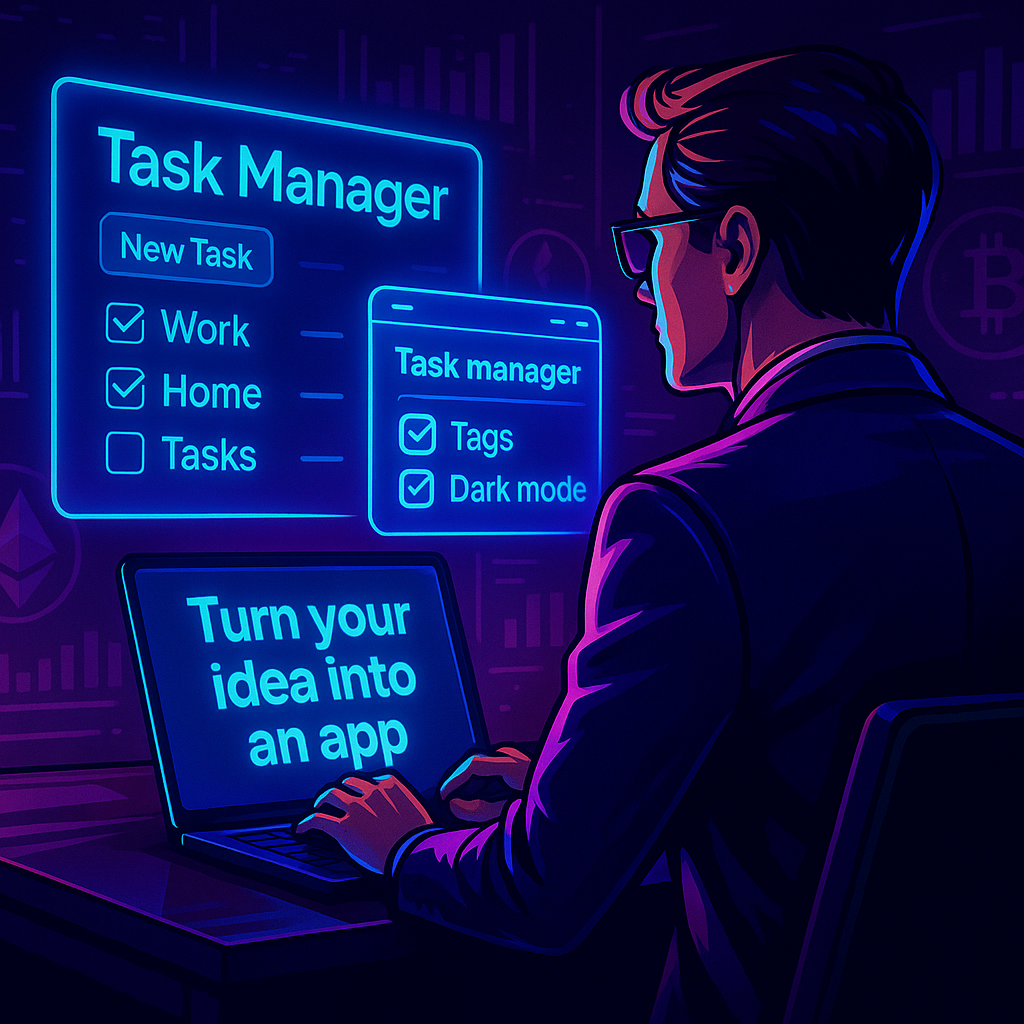 Task Manager
New Task
Work
Home
Tasks
Task manager
Tags
Dark mode
Turn your
idea into
an app